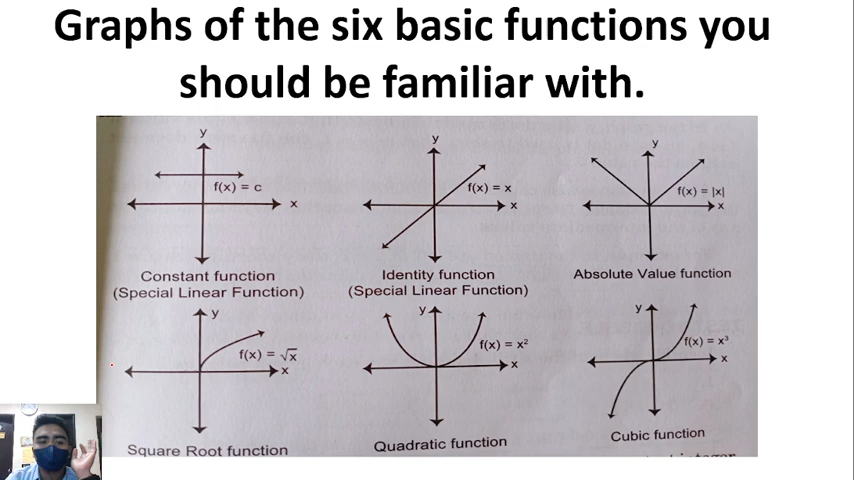 Graphs of the six basic functions you
should be familiar with.
y
f(x) = c
x
Constant function
(Special Linear Function)
y
f(x) = x
x
Identity function
(Special Linear Function)
y
f(x) = |x|
x
Absolute Value function
y
f(x) = √x
x
Square Root function
y
f(x) = x²
x
Quadratic function
y
f(x) = x³
x
Cubic function